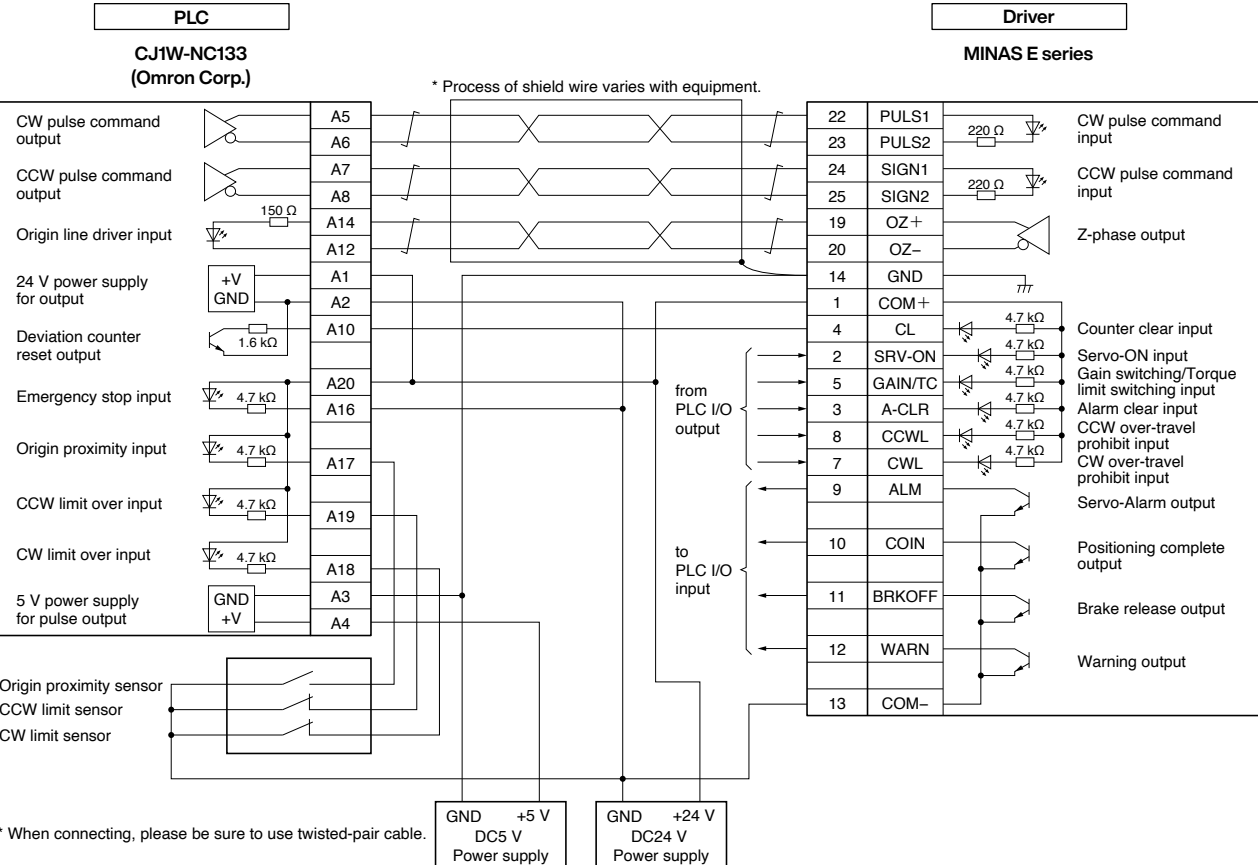 PLC
Driver
CJ1W-NC133
(Omron Corp.)
MINAS E series
* Process of shield wire varies with equipment.
CW pulse command
output
A5
A6
CCW pulse command
output
A7
A8
150 Ω
Origin line driver input
A14
A12
24 V power supply
for output
+V
GND
A1
A2
Deviation counter
reset output
1.6 kΩ
A10
Emergency stop input
4.7 kΩ
A20
A16
Origin proximity input
4.7 kΩ
A17
CCW limit over input
4.7 kΩ
A19
CW limit over input
4.7 kΩ
A18
5 V power supply
for pulse output
GND
+V
A3
A4
Origin proximity sensor
CCW limit sensor
CW limit sensor
from
PLC I/O
output
to
PLC I/O
input
22 PULS1
23 PULS2
220 Ω
CW pulse command
input
24 SIGN1
25 SIGN2
220 Ω
CCW pulse command
input
19 OZ+
20 OZ−
Z-phase output
14 GND
1 COM+
4 CL
4.7 kΩ
Counter clear input
2 SRV-ON
4.7 kΩ
Servo-ON input
5 GAIN/TC
4.7 kΩ
Gain switching/Torque
limit switching input
3 A-CLR
4.7 kΩ
Alarm clear input
8 CCWL
4.7 kΩ
CCW over-travel
prohibit input
7 CWL
4.7 kΩ
CW over-travel
prohibit input
9 ALM
Servo-Alarm output
10 COIN
Positioning complete
output
11 BRKOFF
Brake release output
12 WARN
Warning output
13 COM−
GND +5 V
DC5 V
Power supply
GND +24 V
DC24 V
Power supply
* When connecting, please be sure to use twisted-pair cable.